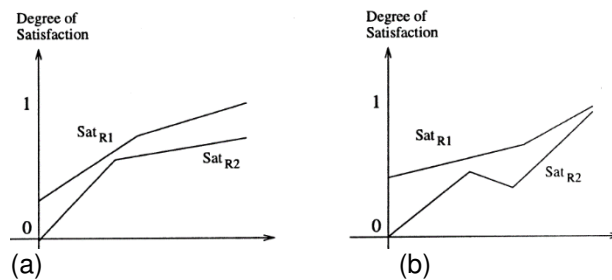 Degree of
Satisfaction
1
Sat R1
Sat R2
0
(a)
Degree of
Satisfaction
1
Sat R1
Sat R2
0
(b)